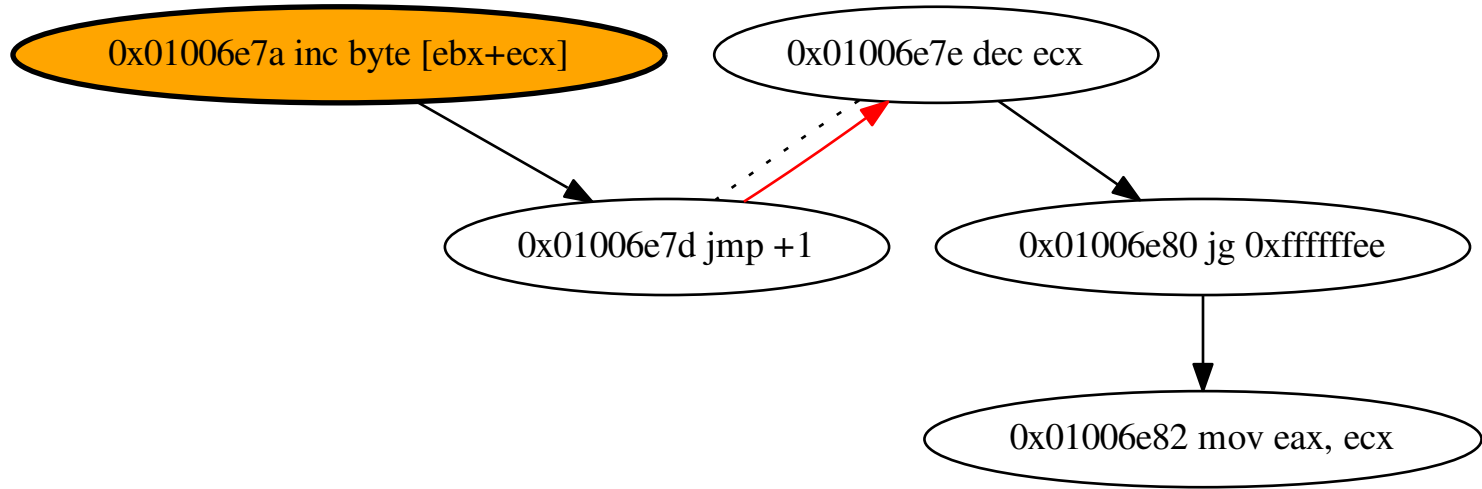 0x01006e7a inc byte [ebx+ecx]
0x01006e7e dec ecx
0x01006e7d jmp +1
0x01006e80 jg 0xffffffee
0x01006e82 mov eax, ecx